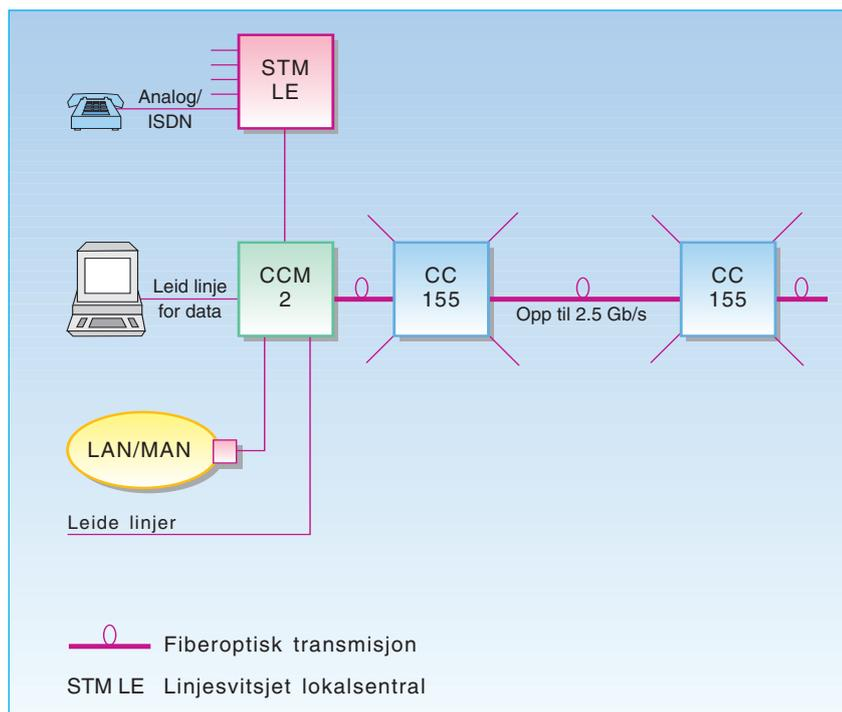 STM
LE
Analog/
ISDN
Leid linje
for data
CCM
2
CC
155
Opp til 2.5 Gb/s
CC
155
LAN/MAN
Leide linjer
Fiberoptisk transmisjon
STM LE Linjesvitsjet lokalsentral